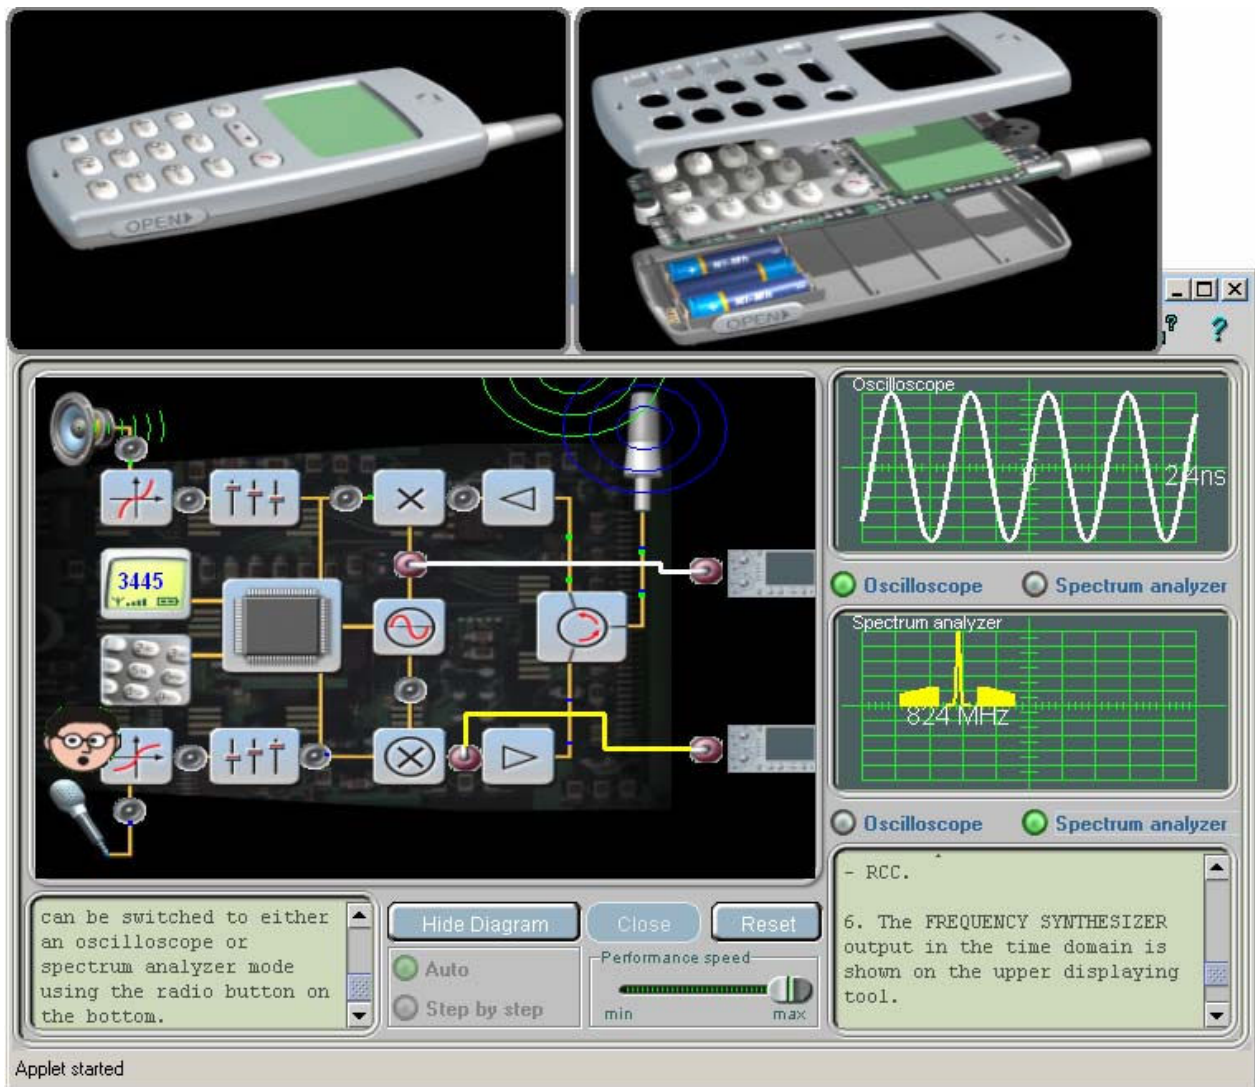 OPEN
OPEN
Oscilloscope
2.4ns
Oscilloscope
Spectrum analyzer
3445
Spectrum analyzer
824 MHz
Oscilloscope
Spectrum analyzer
can be switched to either
an oscilloscope or
spectrum analyzer mode
using the radio button on
the bottom.
Hide Diagram
Close
Reset
Auto
Step by step
Performance speed
min
max
- RCC.
6. The FREQUENCY SYNTHESIZER
output in the time domain is
shown on the upper displaying
tool.
Applet started